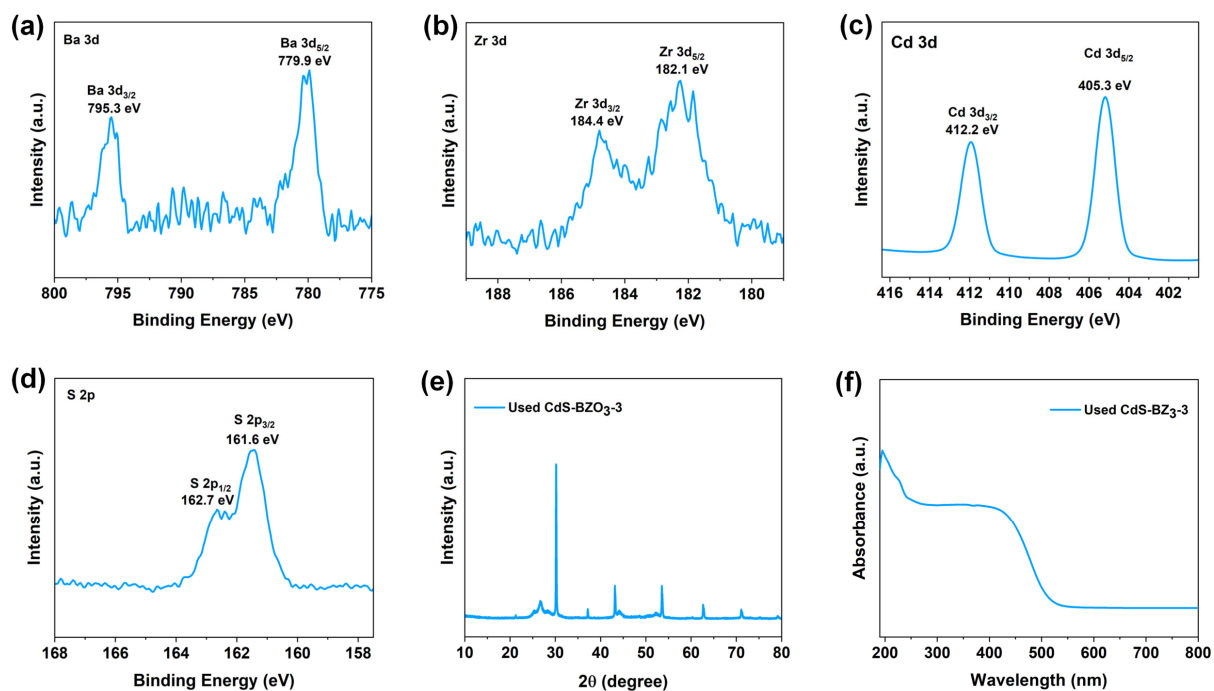 (a)
Ba 3d
Ba 3d5/2
779.9 eV
Ba 3d3/2
795.3 eV
Intensity (a.u.)
800 795 790 785 780 775
Binding Energy (eV)
(b)
Zr 3d
Zr 3d5/2
182.1 eV
Zr 3d3/2
184.4 eV
Intensity (a.u.)
188 186 184 182 180
Binding Energy (eV)
(c)
Cd 3d
Cd 3d5/2
405.3 eV
Cd 3d3/2
412.2 eV
Intensity (a.u.)
416 414 412 410 408 406 404 402
Binding Energy (eV)
(d)
S 2p
S 2p3/2
161.6 eV
S 2p1/2
162.7 eV
Intensity (a.u.)
168 166 164 162 160 158
Binding Energy (eV)
(e)
Used CdS-BZO3-3
Intensity (a.u.)
10 20 30 40 50 60 70 80
2θ (degree)
(f)
Used CdS-BZ3-3
Absorbance (a.u.)
200 300 400 500 600 700 800
Wavelength (nm)